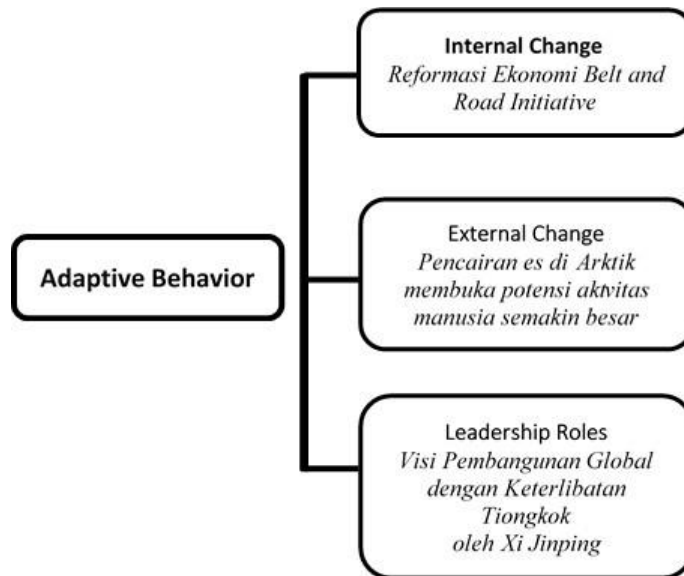 Internal Change
Reformasi Ekonomi Belt and
Road Initiative
External Change
Pencairan es di Arktik
membuka potensi aktvitas
manusia semakin besar
Adaptive Behavior
Leadership Roles
Visi Pembangunan Global
dengan Keterlibatan
Tiongkok
oleh Xi Jinping